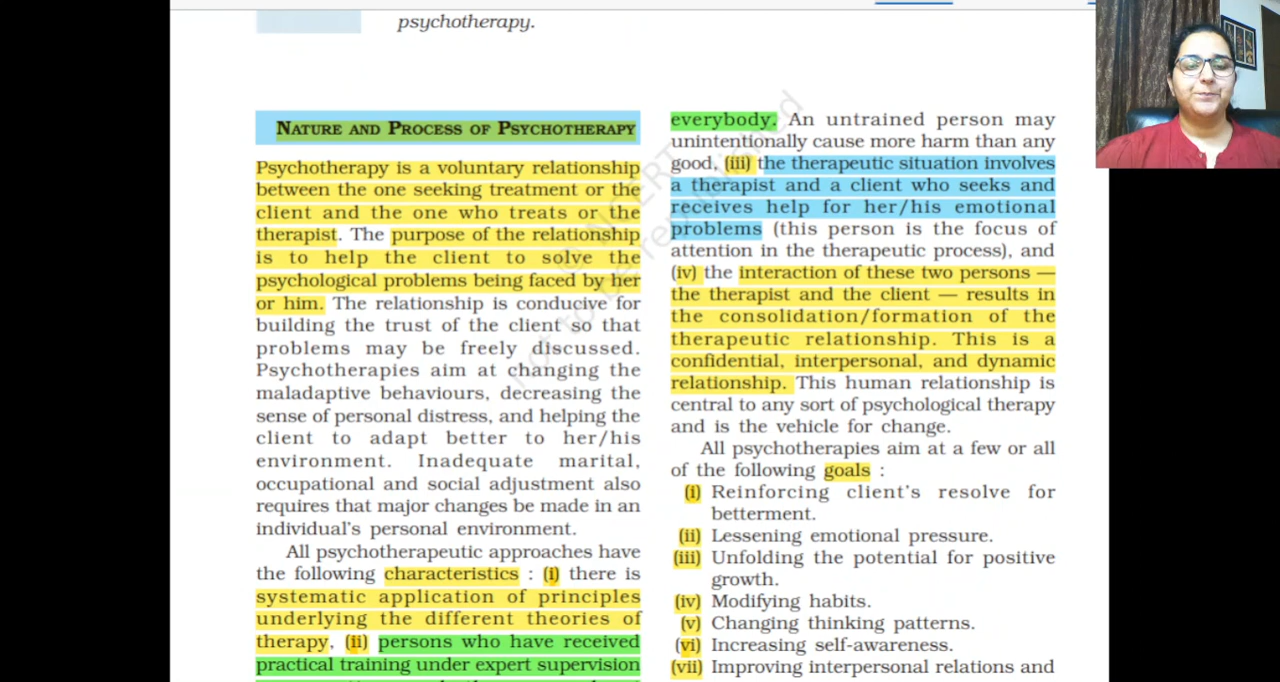 psychotherapy.
NATURE AND PROCESS OF PSYCHOTHERAPY
Psychotherapy is a voluntary relationship
between the one seeking treatment or the
client and the one who treats or the
therapist. The purpose of the relationship
is to help the client to solve the
psychological problems being faced by her
or him. The relationship is conducive for
building the trust of the client so that
problems may be freely discussed.
Psychotherapies aim at changing the
maladaptive behaviours, decreasing the
sense of personal distress, and helping the
client to adapt better to her/his
environment. Inadequate marital,
occupational and social adjustment also
requires that major changes be made in an
individual's personal environment.
All psychotherapeutic approaches have
the following characteristics : (i) there is
systematic application of principles
underlying the different theories of
therapy, (ii) persons who have received
practical training under expert supervision
everybody. An untrained person may
unintentionally cause more harm than any
good, (iii) the therapeutic situation involves
a therapist and a client who seeks and
receives help for her/his emotional
problems (this person is the focus of
attention in the therapeutic process), and
(iv) the interaction of these two persons —
the therapist and the client — results in
the consolidation/formation of the
therapeutic relationship. This is a
confidential, interpersonal, and dynamic
relationship. This human relationship is
central to any sort of psychological therapy
and is the vehicle for change.
All psychotherapies aim at a few or all
of the following goals :
(i) Reinforcing client's resolve for
betterment.
(ii) Lessening emotional pressure.
(iii) Unfolding the potential for positive
growth.
(iv) Modifying habits.
(v) Changing thinking patterns.
(vi) Increasing self-awareness.
(vii) Improving interpersonal relations and
© NCERT
not to be republished